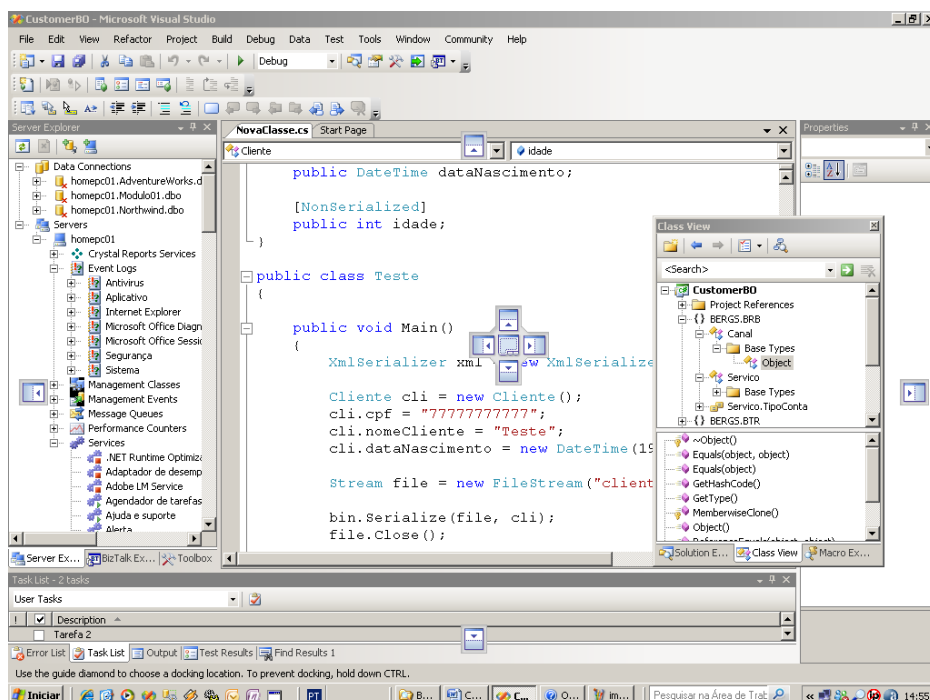 CustomerBO - Microsoft Visual Studio
File Edit View Refactor Project Build Debug Data Test Tools Window Community Help
Debug
Server Explorer
Data Connections
homepc01.AdventureWorks.d
homepc01.Modulo01.dbo
homepc01.Northwind.dbo
Servers
homepc01
Crystal Reports Services
Event Logs
Antivirus
Aplicativo
Internet Explorer
Microsoft Office Diagn
Microsoft Office Sessic
Segurança
Sistema
Management Classes
Management Events
Message Queues
Performance Counters
Services
.NET Runtime Optimiza
Adaptador de desemp
Adobe LM Service
Agendador de tarefas
Ajuda e suporte
Alerta
Server Ex... BizTalk Ex... Toolbox
NovaClasse.cs Start Page
Cliente idade
public DateTime dataNascimento;
[NonSerialized]
public int idade;
}
public class Teste
{
public void Main()
{
XmlSerializer xml new XmlSerialize
Cliente cli = new Cliente();
cli.cpf = "77777777777";
cli.nomeCliente = "Teste";
cli.dataNascimento = new DateTime(19
Stream file = new FileStream("client
bin.Serialize(file, cli);
file.Close();
Properties
Class View
<Search>
CustomerBO
Project References
{} BERGS.BRB
Canal
Base Types
Object
Servico
Base Types
Servico.TipoConta
{} BERGS.BTR
~Object()
Equals(object, object)
Equals(object)
GetHashCode()
GetType()
MemberwiseClone()
Object()
ReferenceEquals(object, object)
Solution E... Class View Macro Ex...
Task List - 2 tasks
User Tasks
! Description
Tarefa 2
Error List Task List Output Test Results Find Results 1
Use the guide diamond to choose a docking location. To prevent docking, hold down CTRL.
Iniciar PT B... C... C... O... im... Pesquisar na Área de Trab 14:55